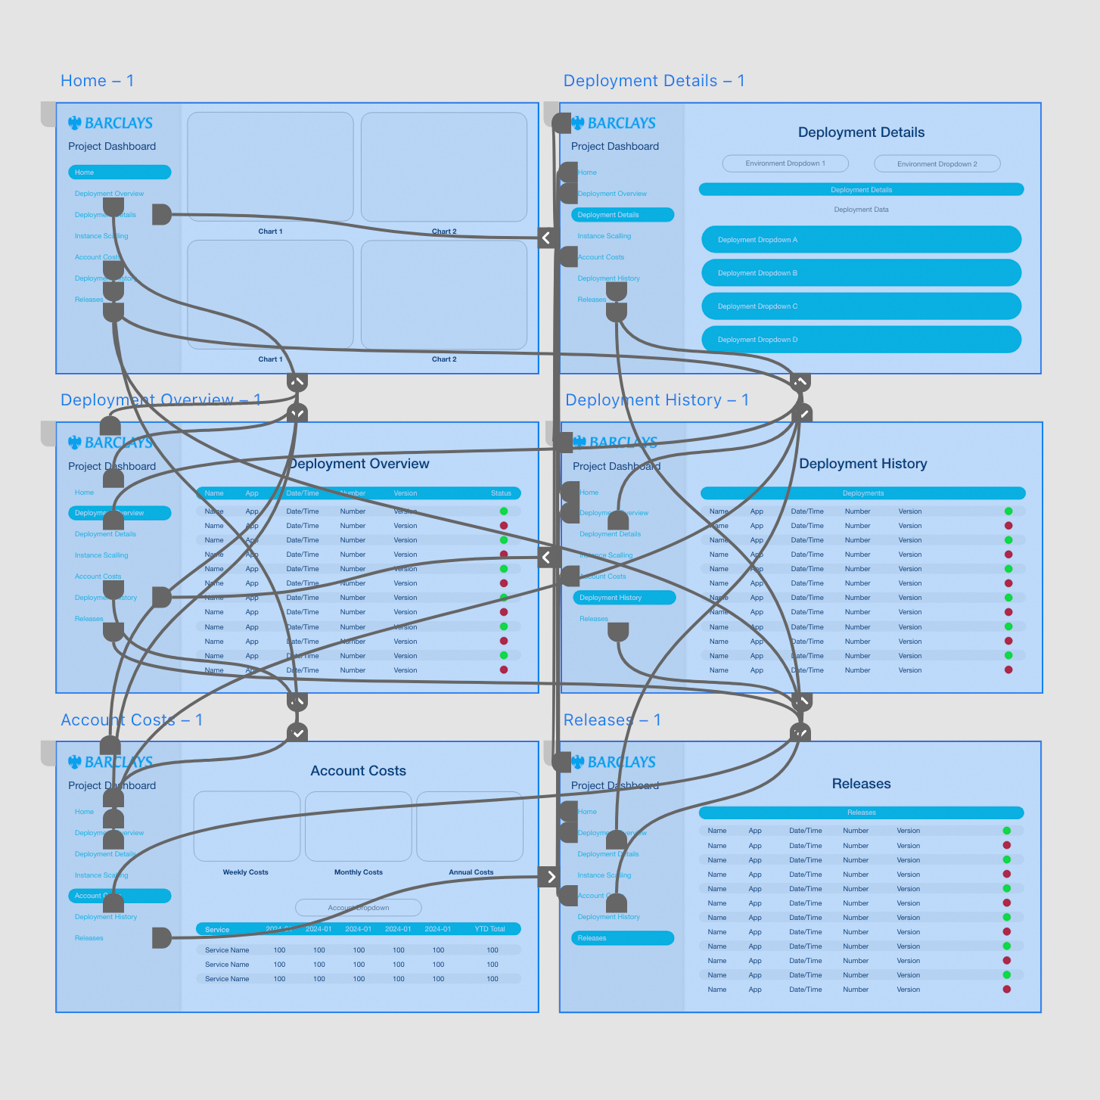 Home – 1
BARCLAYS
Project Dashboard
Home
Deployment Overview
Deployment Details
Instance Scalling
Account Costs
Deployment History
Releases
Chart 1 Chart 2
Chart 1 Chart 2
Deployment Details – 1
BARCLAYS
Project Dashboard
Home
Deployment Overview
Deployment Details
Instance Scalling
Account Costs
Deployment History
Releases
Deployment Details
Environment Dropdown 1 Environment Dropdown 2
Deployment Details
Deployment Data
Deployment Dropdown A
Deployment Dropdown B
Deployment Dropdown C
Deployment Dropdown D
Deployment Overview – 1
BARCLAYS
Project Dashboard
Home
Deployment Overview
Deployment Details
Instance Scalling
Account Costs
Deployment History
Releases
Deployment Overview
Name App Date/Time Number Version Status
Name App Date/Time Number Version
Name App Date/Time Number Version
Name App Date/Time Number Version
Name App Date/Time Number Version
Name App Date/Time Number Version
Name App Date/Time Number Version
Name App Date/Time Number Version
Name App Date/Time Number Version
Name App Date/Time Number Version
Name App Date/Time Number Version
Name App Date/Time Number Version
Name App Date/Time Number Version
Deployment History – 1
BARCLAYS
Project Dashboard
Home
Deployment Overview
Deployment Details
Instance Scalling
Account Costs
Deployment History
Releases
Deployment History
Deployments
Name App Date/Time Number Version
Name App Date/Time Number Version
Name App Date/Time Number Version
Name App Date/Time Number Version
Name App Date/Time Number Version
Name App Date/Time Number Version
Name App Date/Time Number Version
Name App Date/Time Number Version
Name App Date/Time Number Version
Name App Date/Time Number Version
Name App Date/Time Number Version
Name App Date/Time Number Version
Account Costs – 1
BARCLAYS
Project Dashboard
Home
Deployment Overview
Deployment Details
Instance Scalling
Account Costs
Deployment History
Releases
Account Costs
Weekly Costs Monthly Costs Annual Costs
Account Dropdown
Service 2024-01 2024-01 2024-01 2024-01 2024-01 YTD Total
Service Name 100 100 100 100 100 100
Service Name 100 100 100 100 100 100
Service Name 100 100 100 100 100 100
Releases – 1
BARCLAYS
Project Dashboard
Home
Deployment Overview
Deployment Details
Instance Scalling
Account Costs
Deployment History
Releases
Releases
Releases
Name App Date/Time Number Version
Name App Date/Time Number Version
Name App Date/Time Number Version
Name App Date/Time Number Version
Name App Date/Time Number Version
Name App Date/Time Number Version
Name App Date/Time Number Version
Name App Date/Time Number Version
Name App Date/Time Number Version
Name App Date/Time Number Version
Name App Date/Time Number Version
Name App Date/Time Number Version